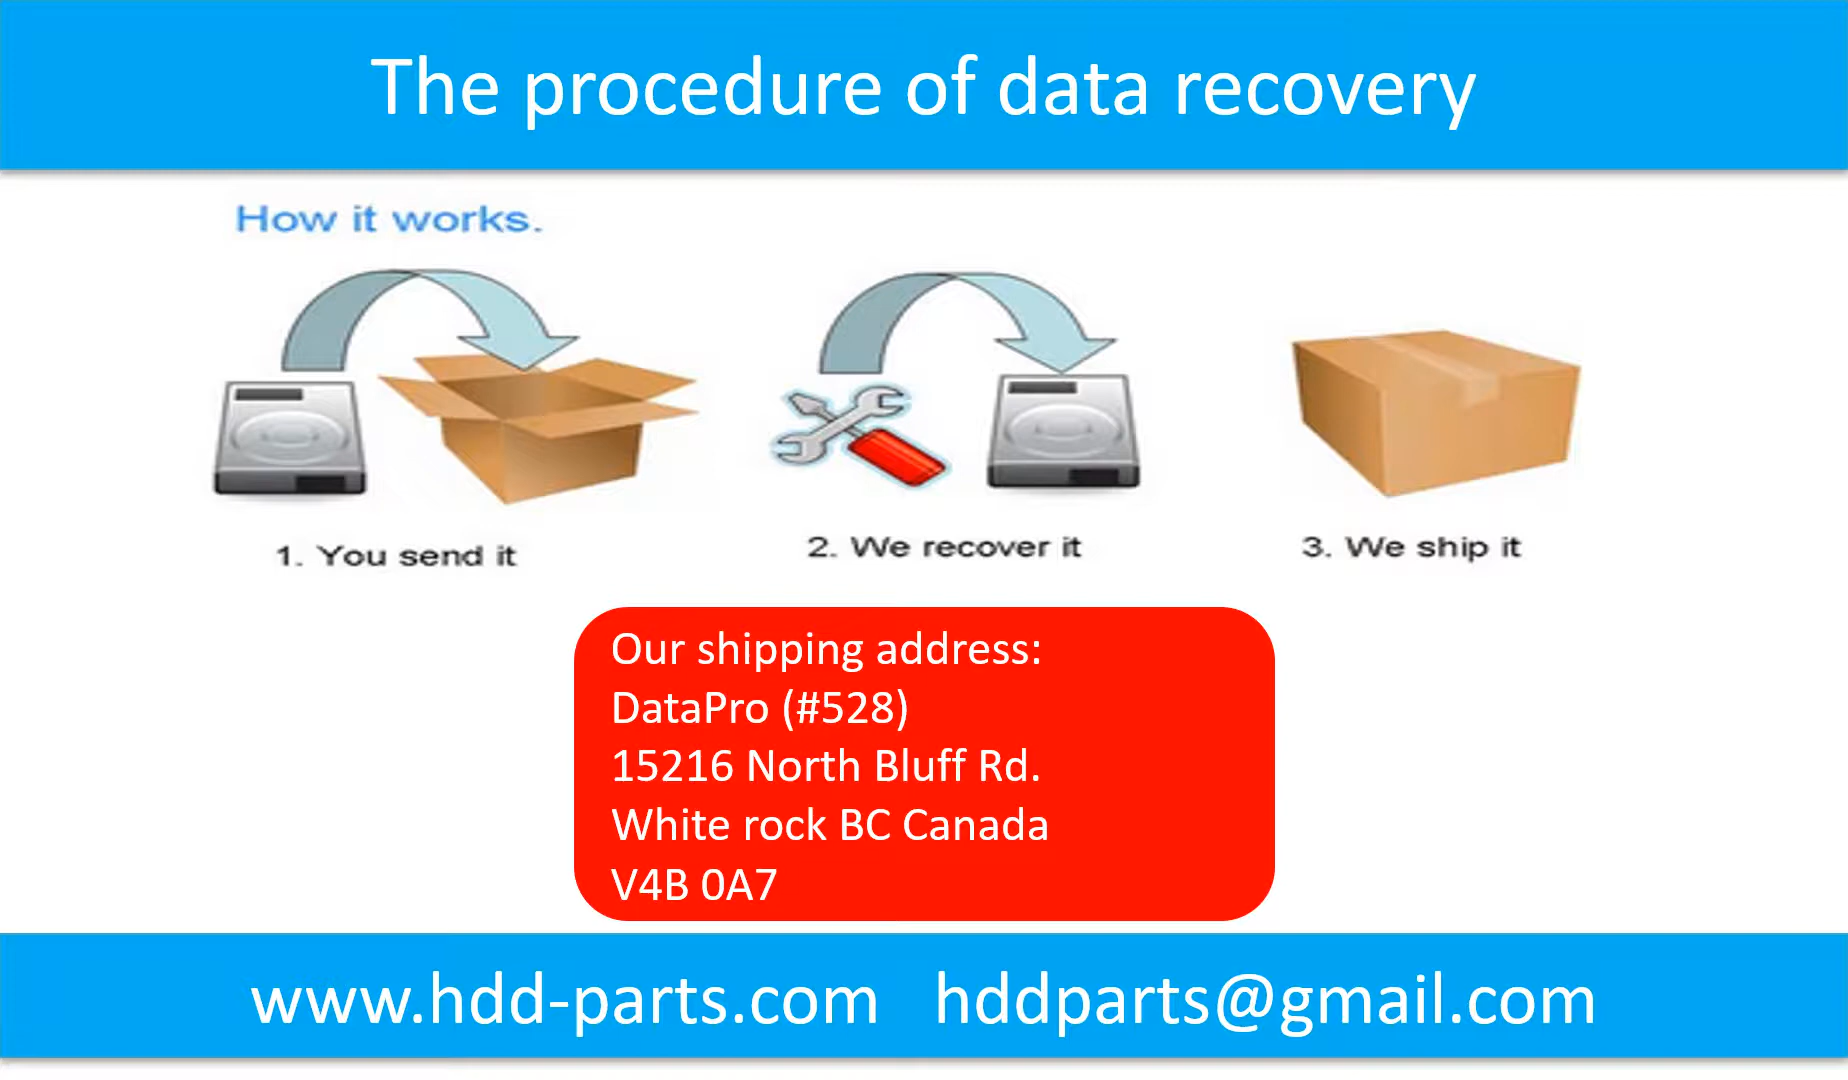 The procedure of data recovery
How it works.
1. You send it
2. We recover it
3. We ship it
Our shipping address:
DataPro (#528)
15216 North Bluff Rd.
White rock BC Canada
V4B 0A7
www.hdd-parts.com hddparts@gmail.com